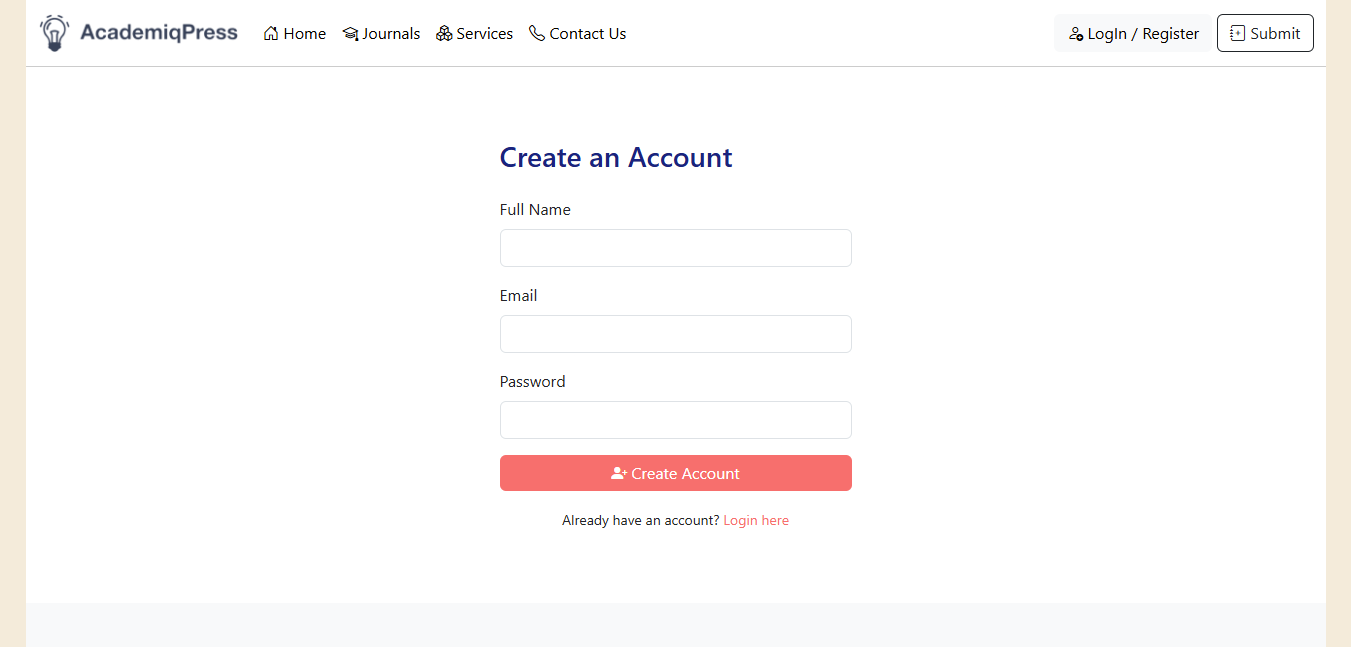 AcademiqPress Home Journals Services Contact Us LogIn / Register Submit
Create an Account
Full Name
Email
Password
Create Account
Already have an account? Login here